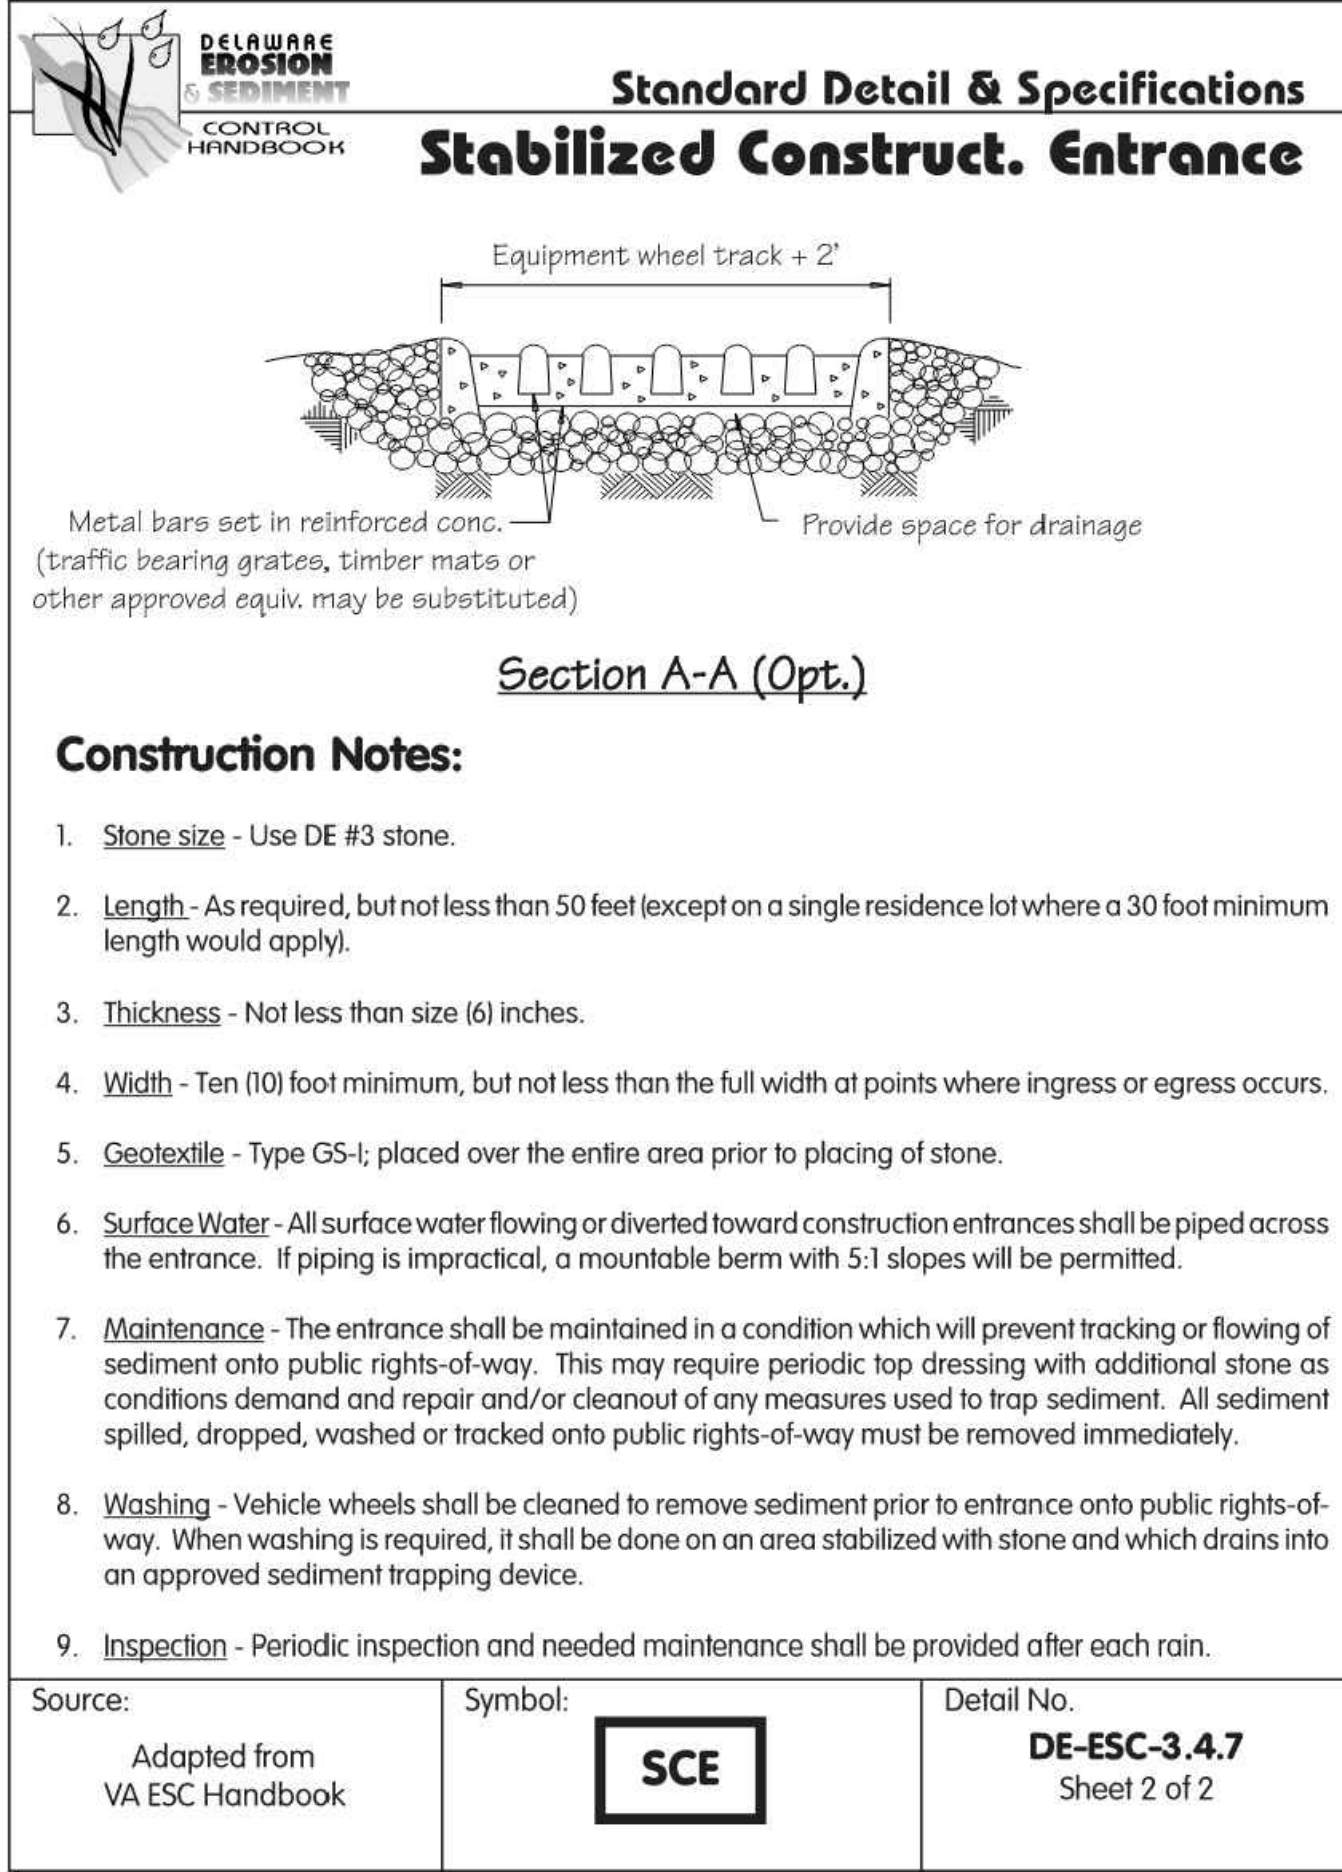 DELAWARE
EROSION
& SEDIMENT
CONTROL
HANDBOOK
Standard Detail & Specifications
Stabilized Construct. Entrance
Equipment wheel track + 2'
Metal bars set in reinforced conc.
(traffic bearing grates, timber mats or
other approved equiv. may be substituted)
Provide space for drainage
Section A-A (Opt.)
Construction Notes:
1. Stone size - Use DE #3 stone.
2. Length - As required, but not less than 50 feet (except on a single residence lot where a 30 foot minimum
length would apply).
3. Thickness - Not less than size (6) inches.
4. Width - Ten (10) foot minimum, but not less than the full width at points where ingress or egress occurs.
5. Geotextile - Type GS-I; placed over the entire area prior to placing of stone.
6. Surface Water - All surface water flowing or diverted toward construction entrances shall be piped across
the entrance. If piping is impractical, a mountable berm with 5:1 slopes will be permitted.
7. Maintenance - The entrance shall be maintained in a condition which will prevent tracking or flowing of
sediment onto public rights-of-way. This may require periodic top dressing with additional stone as
conditions demand and repair and/or cleanout of any measures used to trap sediment. All sediment
spilled, dropped, washed or tracked onto public rights-of-way must be removed immediately.
8. Washing - Vehicle wheels shall be cleaned to remove sediment prior to entrance onto public rights-of-
way. When washing is required, it shall be done on an area stabilized with stone and which drains into
an approved sediment trapping device.
9. Inspection - Periodic inspection and needed maintenance shall be provided after each rain.
Source:
Adapted from
VA ESC Handbook
Symbol:
SCE
Detail No.
DE-ESC-3.4.7
Sheet 2 of 2